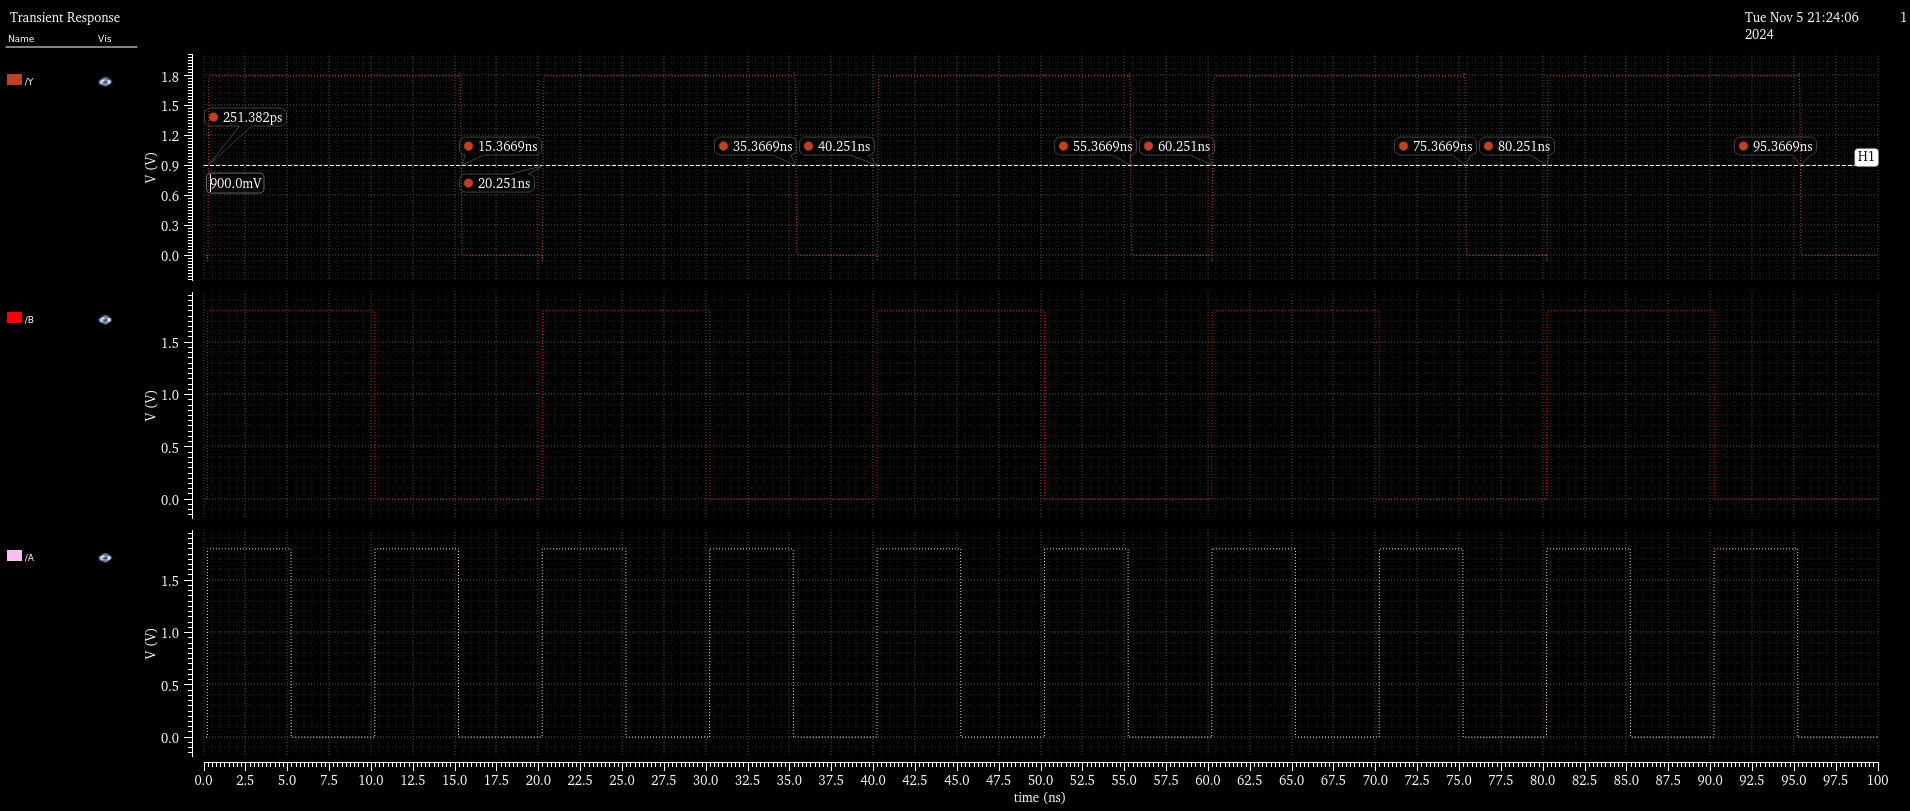 Transient Response
Tue Nov 5 21:24:06 1
2024
Name Vis
/Y
1.8
1.5
1.2
0.9
0.6
0.3
0.0
V (V)
251.382ps
900.0mV
15.3669ns
20.251ns
35.3669ns
40.251ns
55.3669ns
60.251ns
75.3669ns
80.251ns
95.3669ns
H1
/B
1.5
1.0
0.5
0.0
V (V)
/A
1.5
1.0
0.5
0.0
V (V)
0.0 2.5 5.0 7.5 10.0 12.5 15.0 17.5 20.0 22.5 25.0 27.5 30.0 32.5 35.0 37.5 40.0 42.5 45.0 47.5 50.0 52.5 55.0 57.5 60.0 62.5 65.0 67.5 70.0 72.5 75.0 77.5 80.0 82.5 85.0 87.5 90.0 92.5 95.0 97.5 100
time (ns)